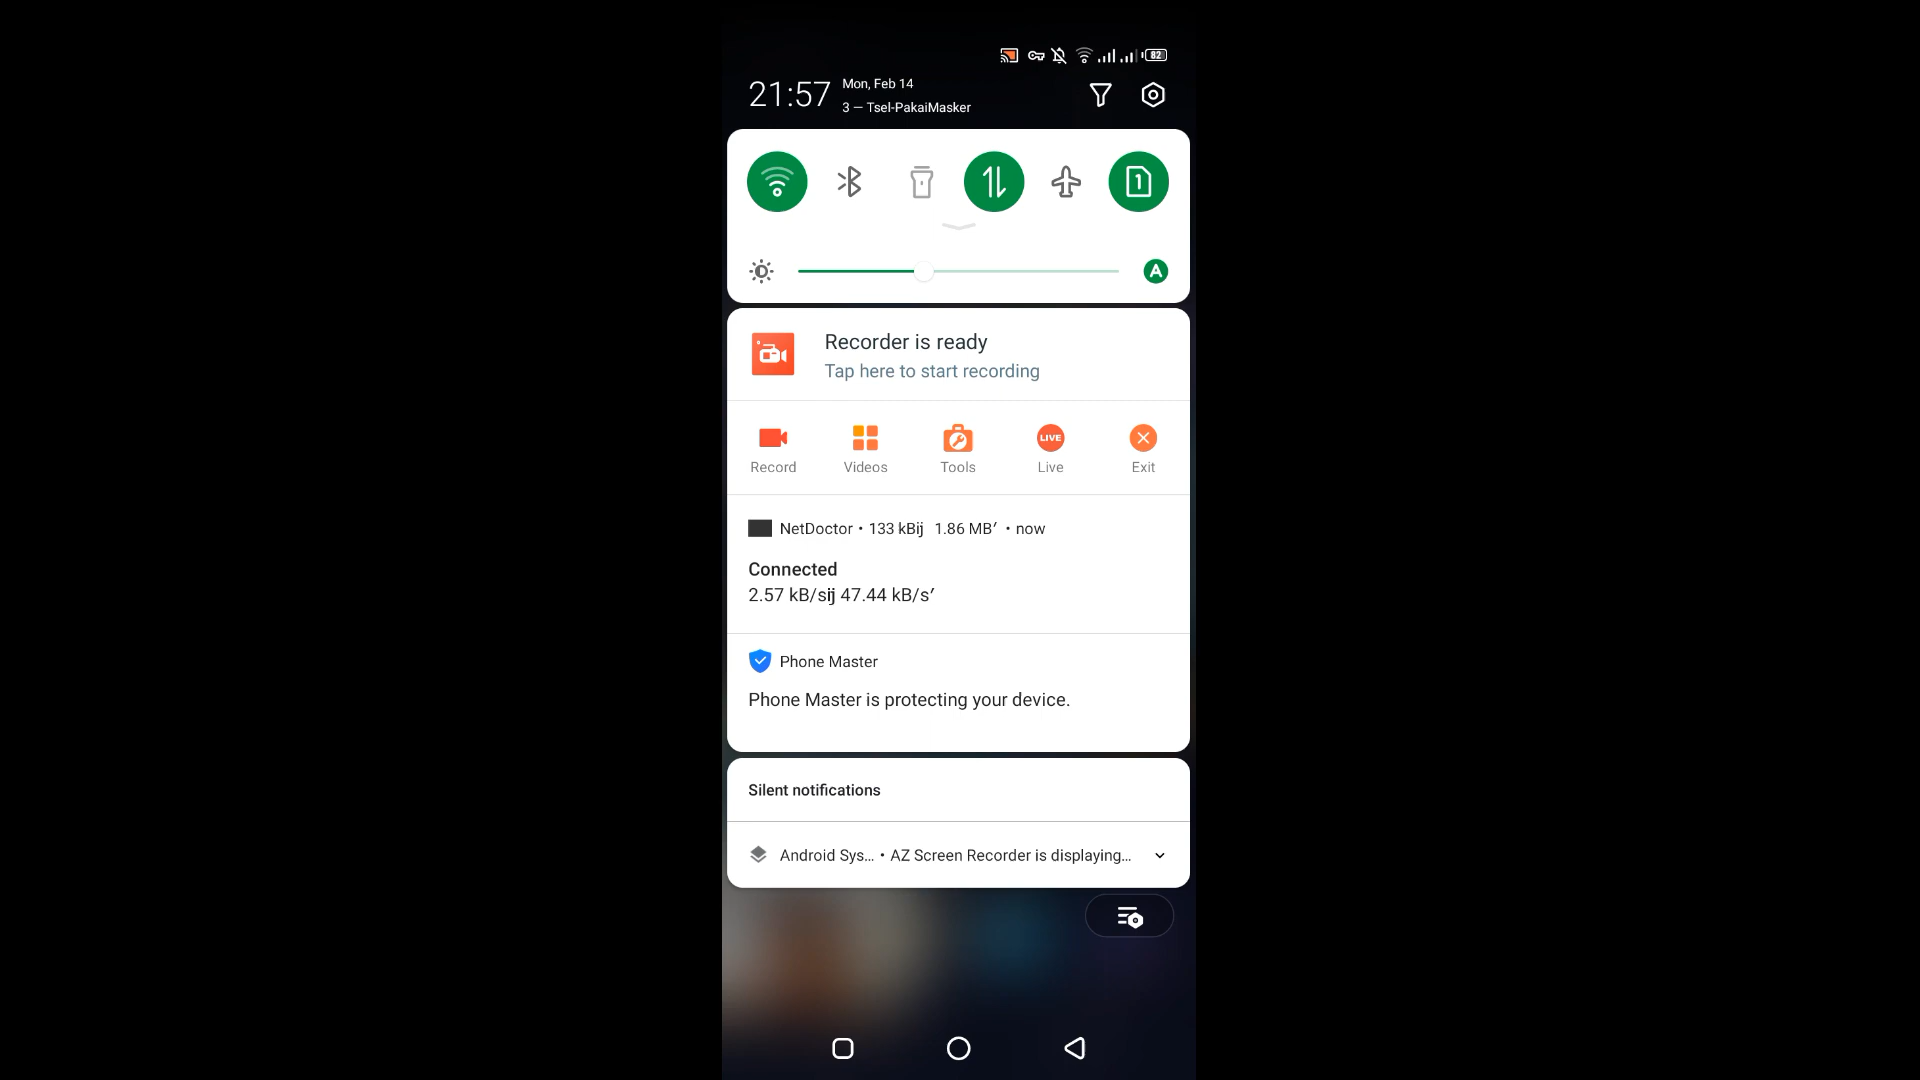 82
21:57 Mon, Feb 14
3 — Tsel-PakaiMasker
1
A
Recorder is ready
Tap here to start recording
LIVE
Record Videos Tools Live Exit
NetDoctor • 133 kBĳ 1.86 MB′ • now
Connected
2.57 kB/sĳ 47.44 kB/s′
Phone Master
Phone Master is protecting your device.
Silent notifications
Android Sys... • AZ Screen Recorder is displaying...